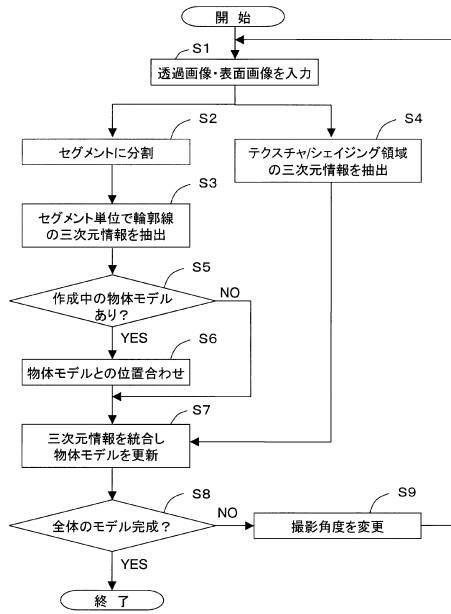 開 始
S1
透過画像・表面画像を入力
S2
セグメントに分割
S4
テクスチャ/シェイジング領域
の三次元情報を抽出
S3
セグメント単位で輪郭線
の三次元情報を抽出
S5
作成中の物体モデル
あり?
NO
YES
S6
物体モデルとの位置合わせ
S7
三次元情報を統合し
物体モデルを更新
S8
全体のモデル完成?
NO
S9
撮影角度を変更
YES
終 了